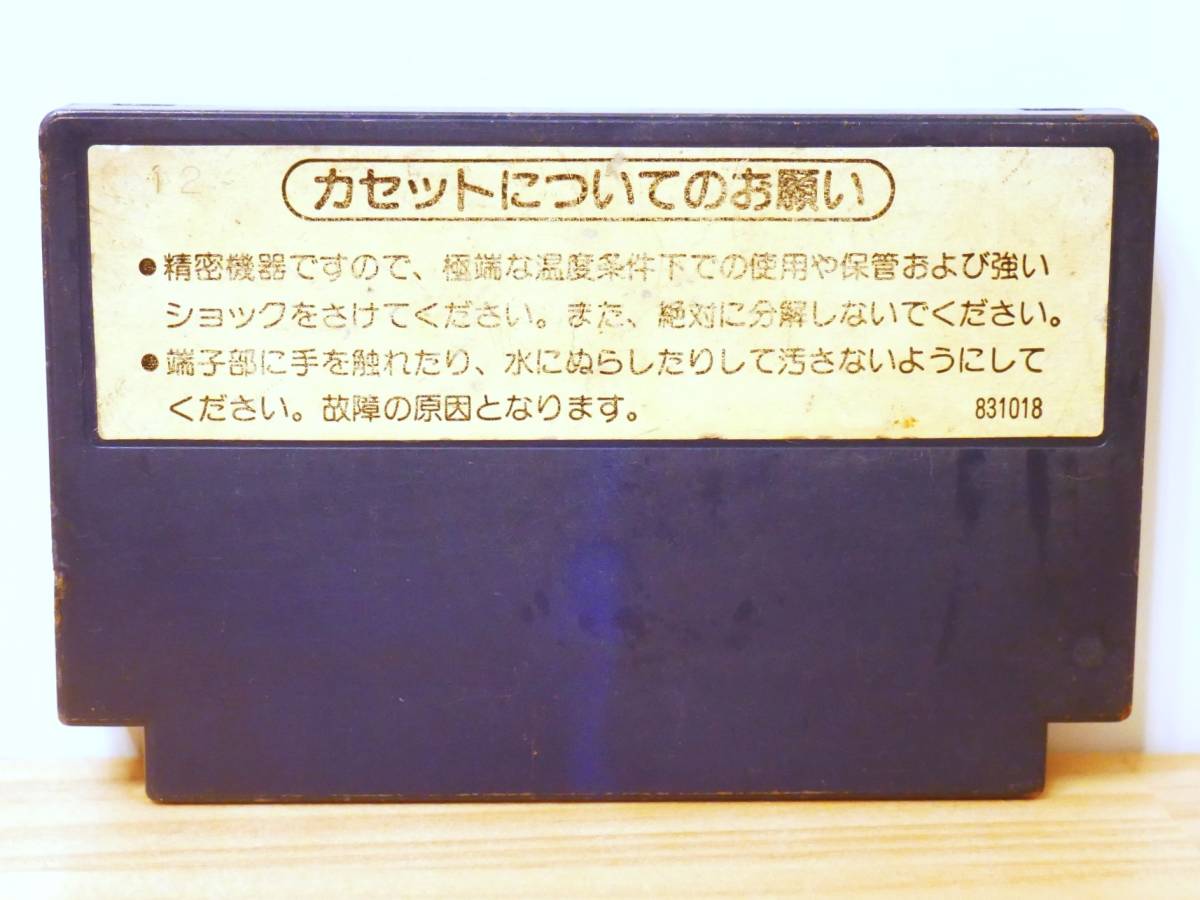 12
カセットについてのお願い
●精密機器ですので、極端な温度条件下での使用や保管および強い
ショックをさけてください。また、絶対に分解しないでください。
●端子部に手を触れたり、水にぬらしたりして汚さないようにして
ください。故障の原因となります。 831018